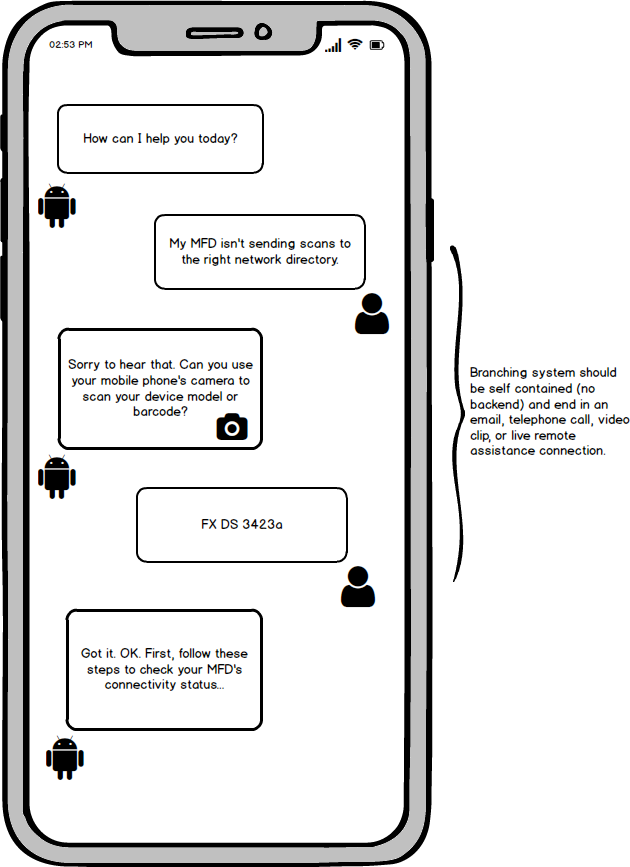 02:53 PM
How can I help you today?
My MFD isn't sending scans to
the right network directory.
Sorry to hear that. Can you use
your mobile phone's camera to
scan your device model or
barcode?
FX DS 3423a
Got it. OK. First, follow these
steps to check your MFD's
connectivity status...
Branching system should
be self contained (no
backend) and end in an
email, telephone call, video
clip, or live remote
assistance connection.